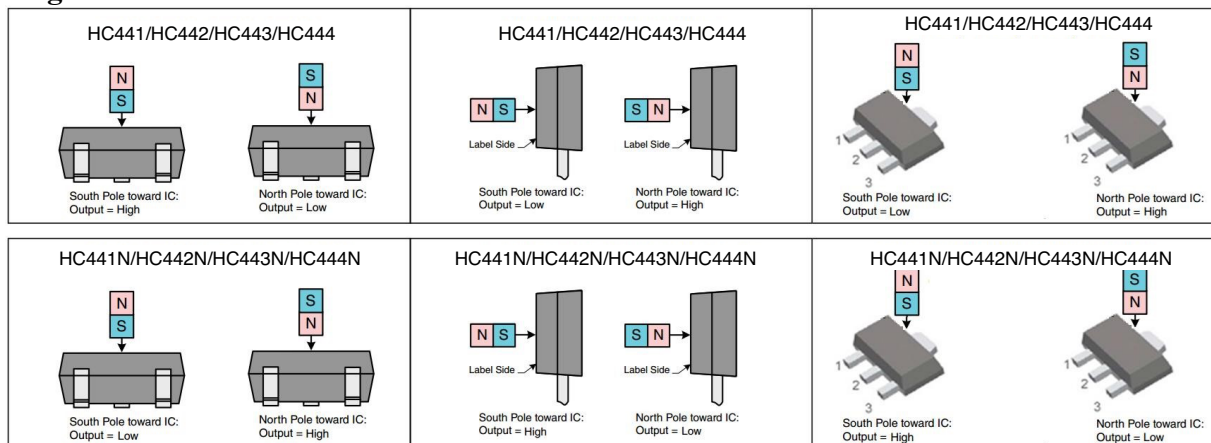 HC441/HC442/HC443/HC444
N
S
S
N
South Pole toward IC:
Output = High
North Pole toward IC:
Output = Low
HC441/HC442/HC443/HC444
N S
S N
Label Side
Label Side
South Pole toward IC:
Output = Low
North Pole toward IC:
Output = High
HC441/HC442/HC443/HC444
N
S
S
N
1
2
3
1
2
3
South Pole toward IC:
Output = Low
North Pole toward IC:
Output = High
HC441N/HC442N/HC443N/HC444N
N
S
S
N
South Pole toward IC:
Output = Low
North Pole toward IC:
Output = High
HC441N/HC442N/HC443N/HC444N
N S
S N
Label Side
Label Side
South Pole toward IC:
Output = High
North Pole toward IC:
Output = Low
HC441N/HC442N/HC443N/HC444N
N
S
S
N
1
2
3
1
2
3
South Pole toward IC:
Output = High
North Pole toward IC:
Output = Low